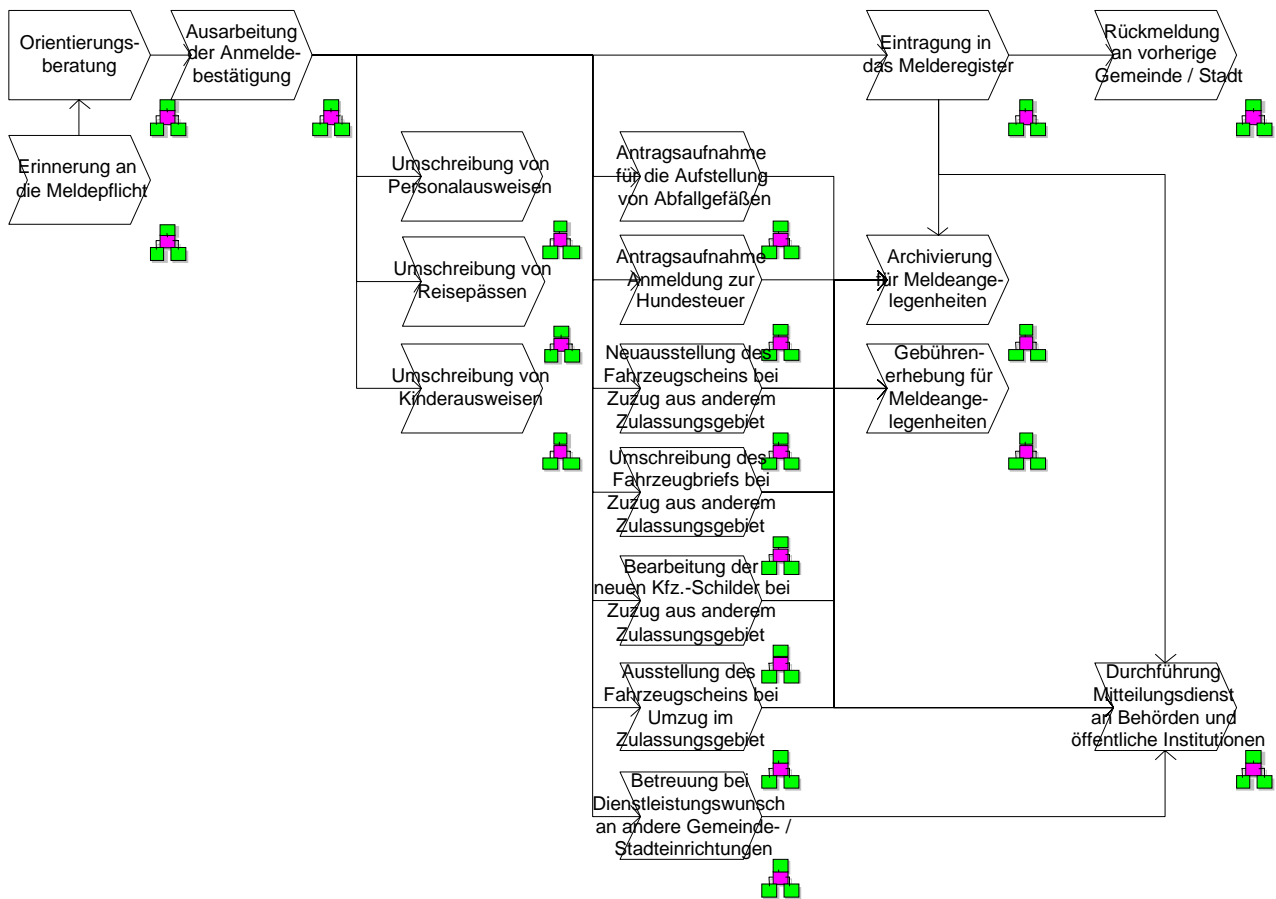 Orientierungs-
beratung
Ausarbeitung
der Anmelde-
bestätigung
Eintragung in
das Melderegister
Rückmeldung
an vorherige
Gemeinde / Stadt
Erinnerung an
die Meldepflicht
Umschreibung von
Personalausweisen
Antragsaufnahme
für die Aufstellung
von Abfallgefäßen
Umschreibung von
Reisepässen
Antragsaufnahme
Anmeldung zur
Hundesteuer
Archivierung
für Meldeange-
legenheiten
Umschreibung von
Kinderausweisen
Neuausstellung des
Fahrzeugscheins bei
Zuzug aus anderem
Zulassungsgebiet
Gebühren-
erhebung für
Meldeange-
legenheiten
Umschreibung des
Fahrzeugbriefs bei
Zuzug aus anderem
Zulassungsgebiet
Bearbeitung der
neuen Kfz.-Schilder bei
Zuzug aus anderem
Zulassungsgebiet
Ausstellung des
Fahrzeugscheins bei
Umzug im
Zulassungsgebiet
Durchführung
Mitteilungsdienst
an Behörden und
öffentliche Institutionen
Betreuung bei
Dienstleistungswunsch
an andere Gemeinde- /
Stadteinrichtungen